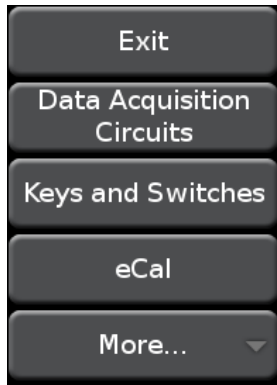 Exit
Data Acquisition
Circuits
Keys and Switches
eCal
More...